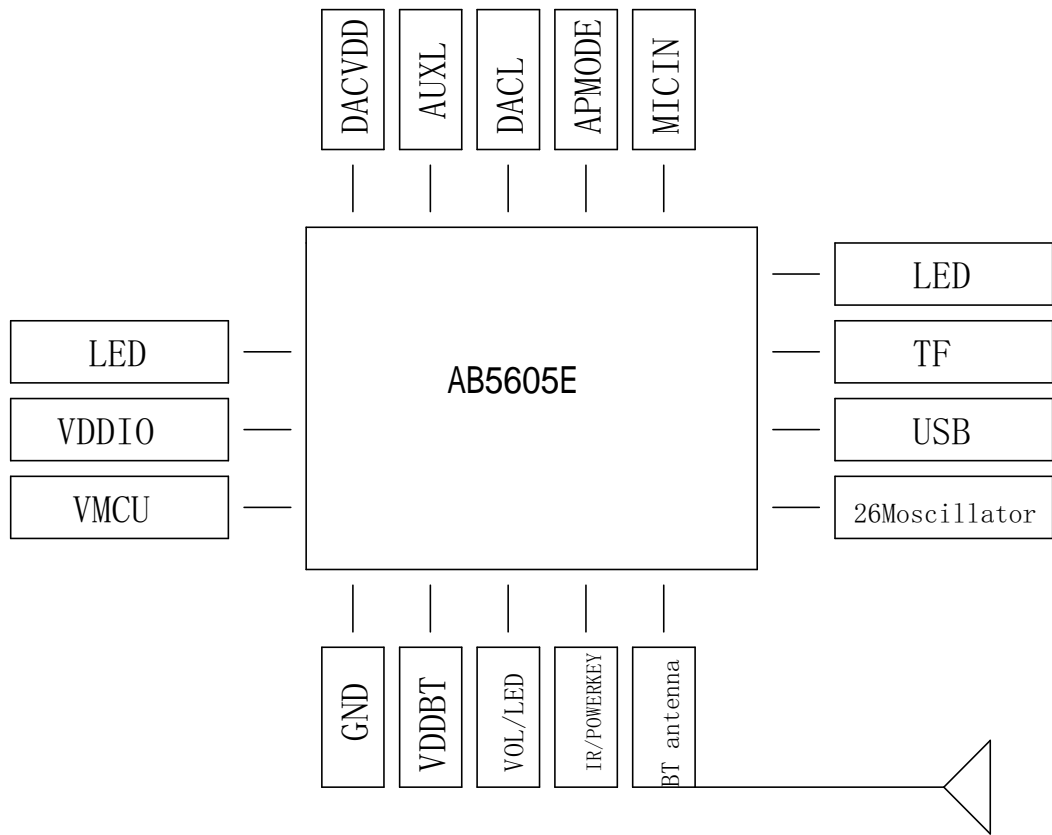 DACVDD
AUXL
DACL
APMODE
MICIN
LED
LED
TF
AB5605E
VDDIO
USB
VMCU
26Moscillator
GND
VDDBT
VOL/LED
IR/POWERKEY
BT antenna